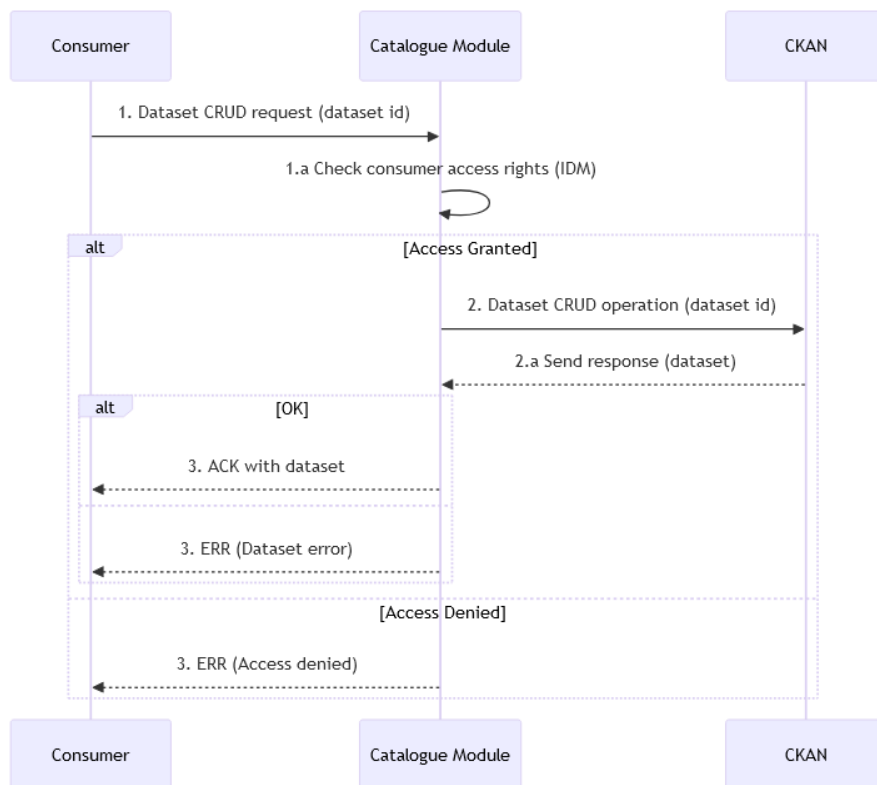 Consumer
Catalogue Module
CKAN
1. Dataset CRUD request (dataset id)
1.a Check consumer access rights (IDM)
alt
[Access Granted]
2. Dataset CRUD operation (dataset id)
2.a Send response (dataset)
alt
[OK]
3. ACK with dataset
3. ERR (Dataset error)
[Access Denied]
3. ERR (Access denied)
Consumer
Catalogue Module
CKAN